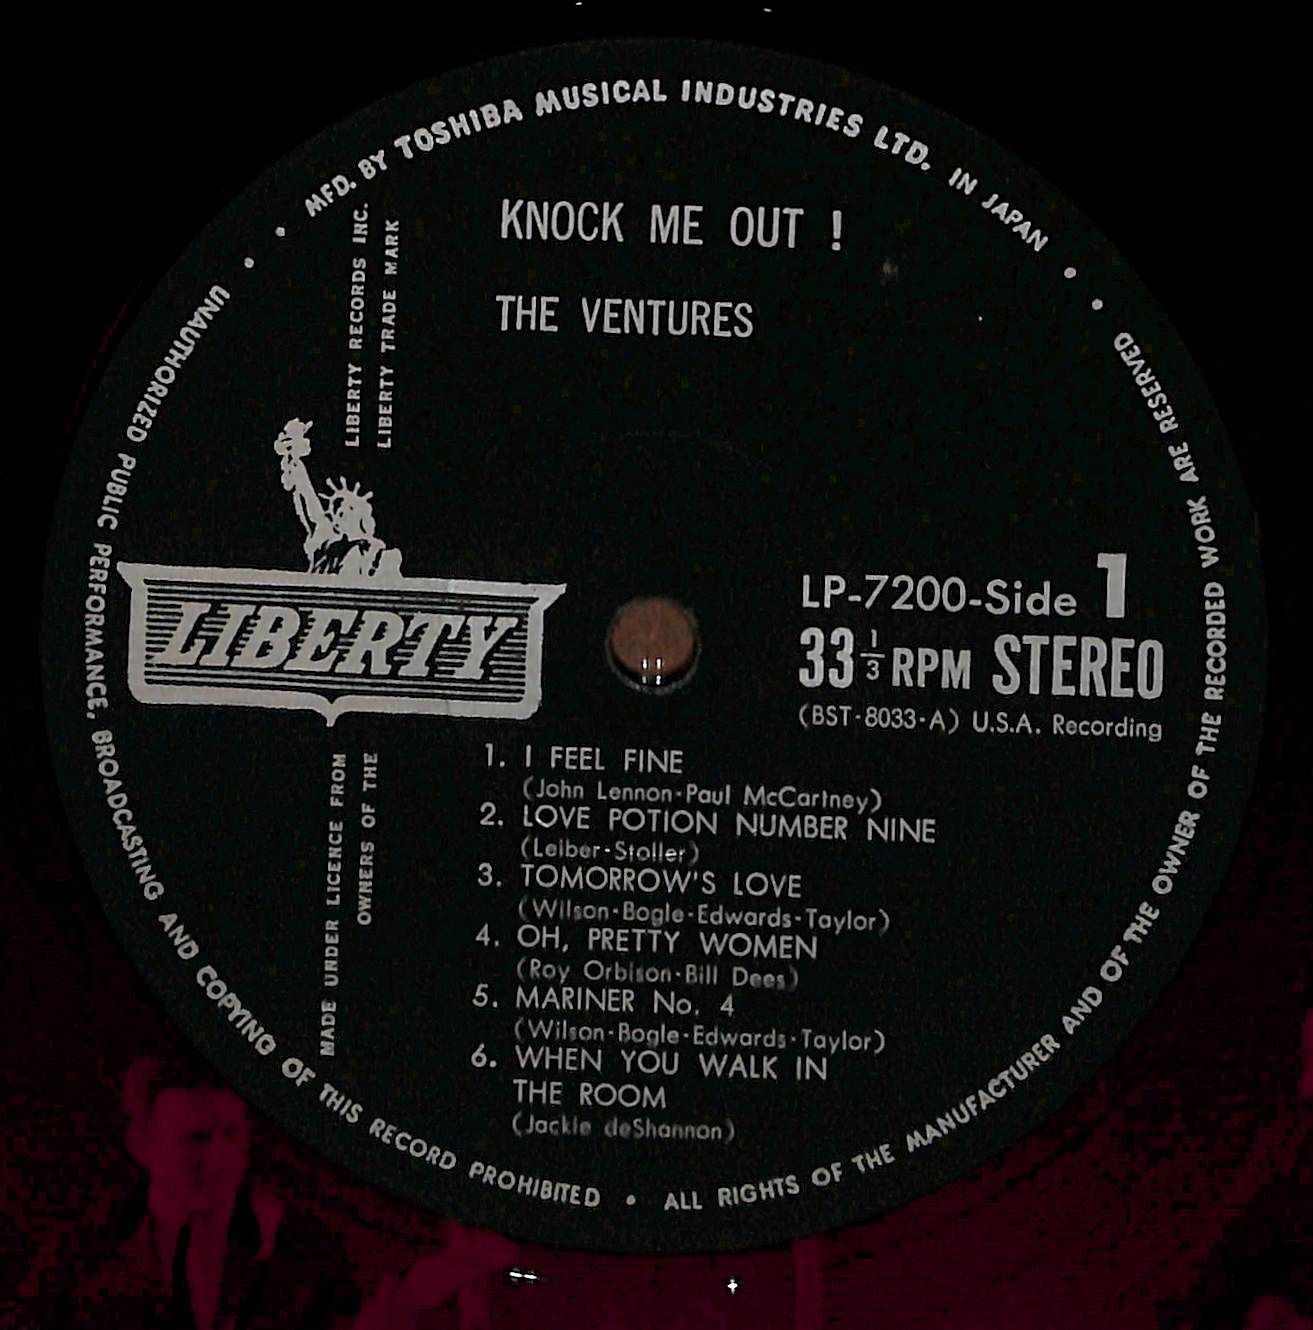 MFD. BY TOSHIBA MUSICAL INDUSTRIES LTD. IN JAPAN
KNOCK ME OUT !
THE VENTURES
LIBERTY RECORDS INC.
LIBERTY TRADE MARK
LIBERTY
LP-7200-Side 1
33 1/3 RPM STEREO
(BST·8033·A) U.S.A. Recording
MADE UNDER LICENCE FROM
OWNERS OF THE
1. I FEEL FINE
(John Lennon·Paul McCartney)
2. LOVE POTION NUMBER NINE
(Leiber·Stoller)
3. TOMORROW'S LOVE
(Wilson·Bogle·Edwards·Taylor)
4. OH, PRETTY WOMEN
(Roy Orbison·Bill Dees)
5. MARINER No. 4
(Wilson·Bogle·Edwards·Taylor)
6. WHEN YOU WALK IN
THE ROOM
(Jackie deShannon)
UNAUTHORIZED PUBLIC PERFORMANCE, BROADCASTING AND COPYING OF THIS RECORD PROHIBITED • ALL RIGHTS OF THE MANUFACTURER AND OF THE OWNER OF THE RECORDED WORK ARE RESERVED